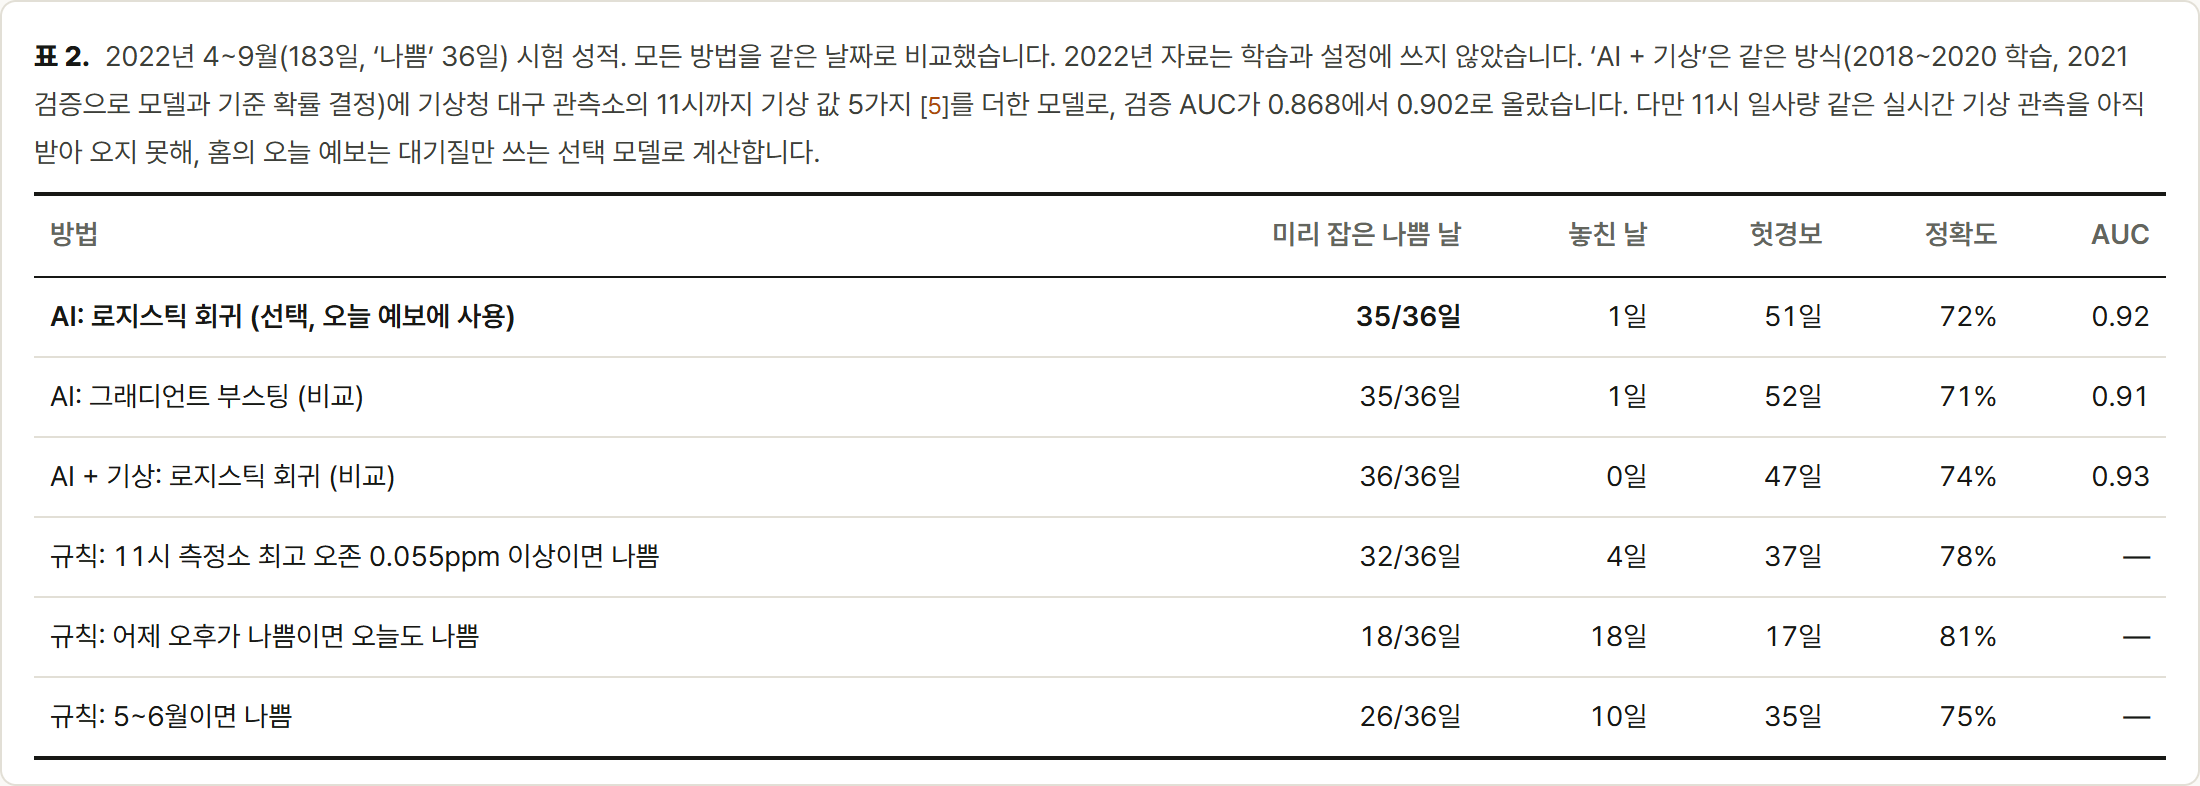 표 2. 2022년 4~9월(183일, ‘나쁨’ 36일) 시험 성적. 모든 방법을 같은 날짜로 비교했습니다. 2022년 자료는 학습과 설정에 쓰지 않았습니다. ‘AI + 기상’은 같은 방식(2018~2020 학습, 2021
검증으로 모델과 기준 확률 결정)에 기상청 대구 관측소의 11시까지 기상 값 5가지 [5]를 더한 모델로, 검증 AUC가 0.868에서 0.902로 올랐습니다. 다만 11시 일사량 같은 실시간 기상 관측을 아직
받아 오지 못해, 홈의 오늘 예보는 대기질만 쓰는 선택 모델로 계산합니다.
방법 미리 잡은 나쁨 날 놓친 날 헛경보 정확도 AUC
AI: 로지스틱 회귀 (선택, 오늘 예보에 사용) 35/36일 1일 51일 72% 0.92
AI: 그래디언트 부스팅 (비교) 35/36일 1일 52일 71% 0.91
AI + 기상: 로지스틱 회귀 (비교) 36/36일 0일 47일 74% 0.93
규칙: 11시 측정소 최고 오존 0.055ppm 이상이면 나쁨 32/36일 4일 37일 78% —
규칙: 어제 오후가 나쁨이면 오늘도 나쁨 18/36일 18일 17일 81% —
규칙: 5~6월이면 나쁨 26/36일 10일 35일 75% —